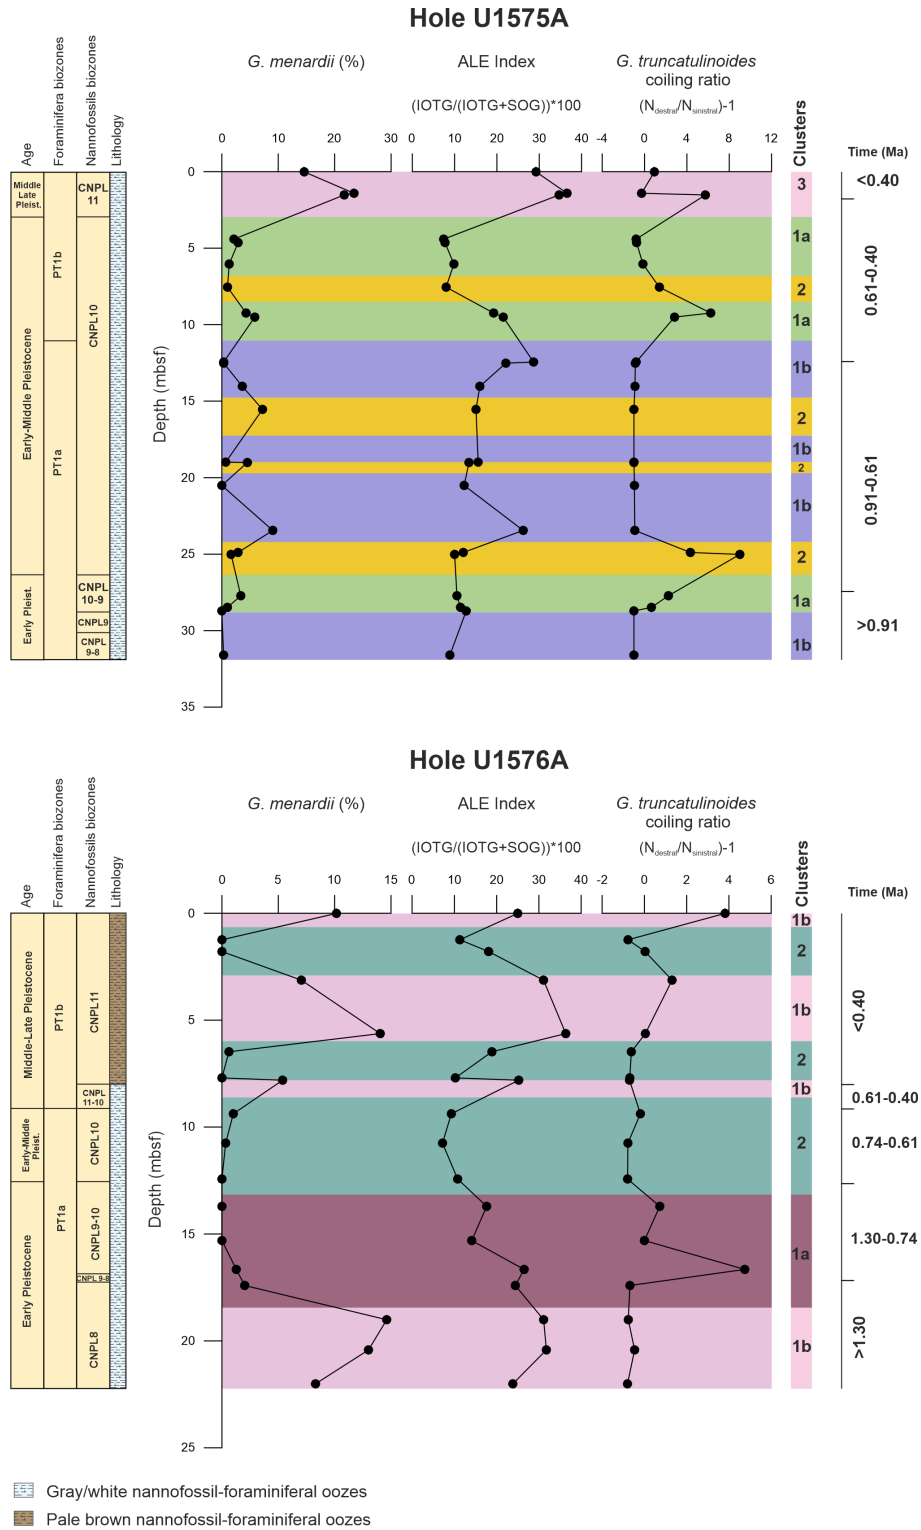 Hole U1575A
Age
Foraminifera biozones
Nannofossils biozones
Lithology
G. menardii (%)
ALE Index
G. truncatulinoides
coiling ratio
(IOTG/(IOTG+SOG))*100
(Ndestral/Nsinistral)-1
Clusters
Time (Ma)
0 10 20 30
0 10 20 30 40
-4 0 4 8 12
Depth (mbsf)
0
5
10
15
20
25
30
35
Middle
Late
Pleist.
Early-Middle Pleistocene
Early Pleist.
PT1b
PT1a
CNPL
11
CNPL10
CNPL
10-9
CNPL9
CNPL
9-8
3
1a
2
1a
1b
2
1b
2
1b
2
1a
1b
<0.40
0.61-0.40
0.91-0.61
>0.91
Hole U1576A
Age
Foraminifera biozones
Nannofossils biozones
Lithology
G. menardii (%)
ALE Index
G. truncatulinoides
coiling ratio
(IOTG/(IOTG+SOG))*100
(Ndestral/Nsinistral)-1
Clusters
Time (Ma)
0 5 10 15
0 10 20 30 40
-2 0 2 4 6
Depth (mbsf)
0
5
10
15
20
25
Middle-Late Pleistocene
Early-Middle
Pleist.
Early Pleistocene
PT1b
PT1a
CNPL11
CNPL
11-10
CNPL10
CNPL9-10
CNPL 9-8
CNPL8
1b
2
1b
2
1b
2
1a
1b
<0.40
0.61-0.40
0.74-0.61
1.30-0.74
>1.30
Gray/white nannofossil-foraminiferal oozes
Pale brown nannofossil-foraminiferal oozes